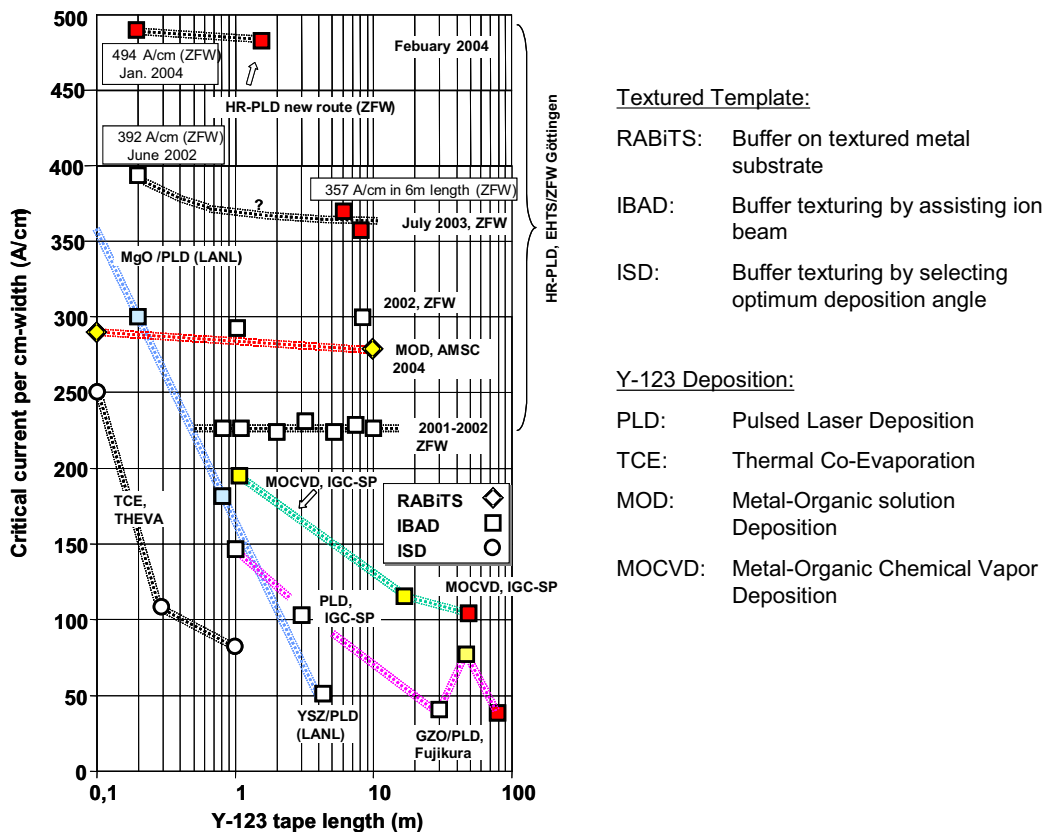 500
450
400
350
300
250
200
150
100
50
0
Critical current per cm-width (A/cm)
0,1
1
10
100
Y-123 tape length (m)
Febuary 2004
494 A/cm (ZFW)
Jan. 2004
HR-PLD new route (ZFW)
392 A/cm (ZFW)
June 2002
?
357 A/cm in 6m length (ZFW)
July 2003, ZFW
MgO /PLD (LANL)
2002, ZFW
MOD, AMSC
2004
2001-2002
ZFW
MOCVD, IGC-SP
TCE,
THEVA
RABiTS
IBAD
ISD
MOCVD, IGC-SP
PLD,
IGC-SP
YSZ/PLD
(LANL)
GZO/PLD,
Fujikura
HR-PLD, EHTS/ZFW Göttingen
Textured Template:
RABiTS: Buffer on textured metal
substrate
IBAD: Buffer texturing by assisting ion
beam
ISD: Buffer texturing by selecting
optimum deposition angle
Y-123 Deposition:
PLD: Pulsed Laser Deposition
TCE: Thermal Co-Evaporation
MOD: Metal-Organic solution
Deposition
MOCVD: Metal-Organic Chemical Vapor
Deposition